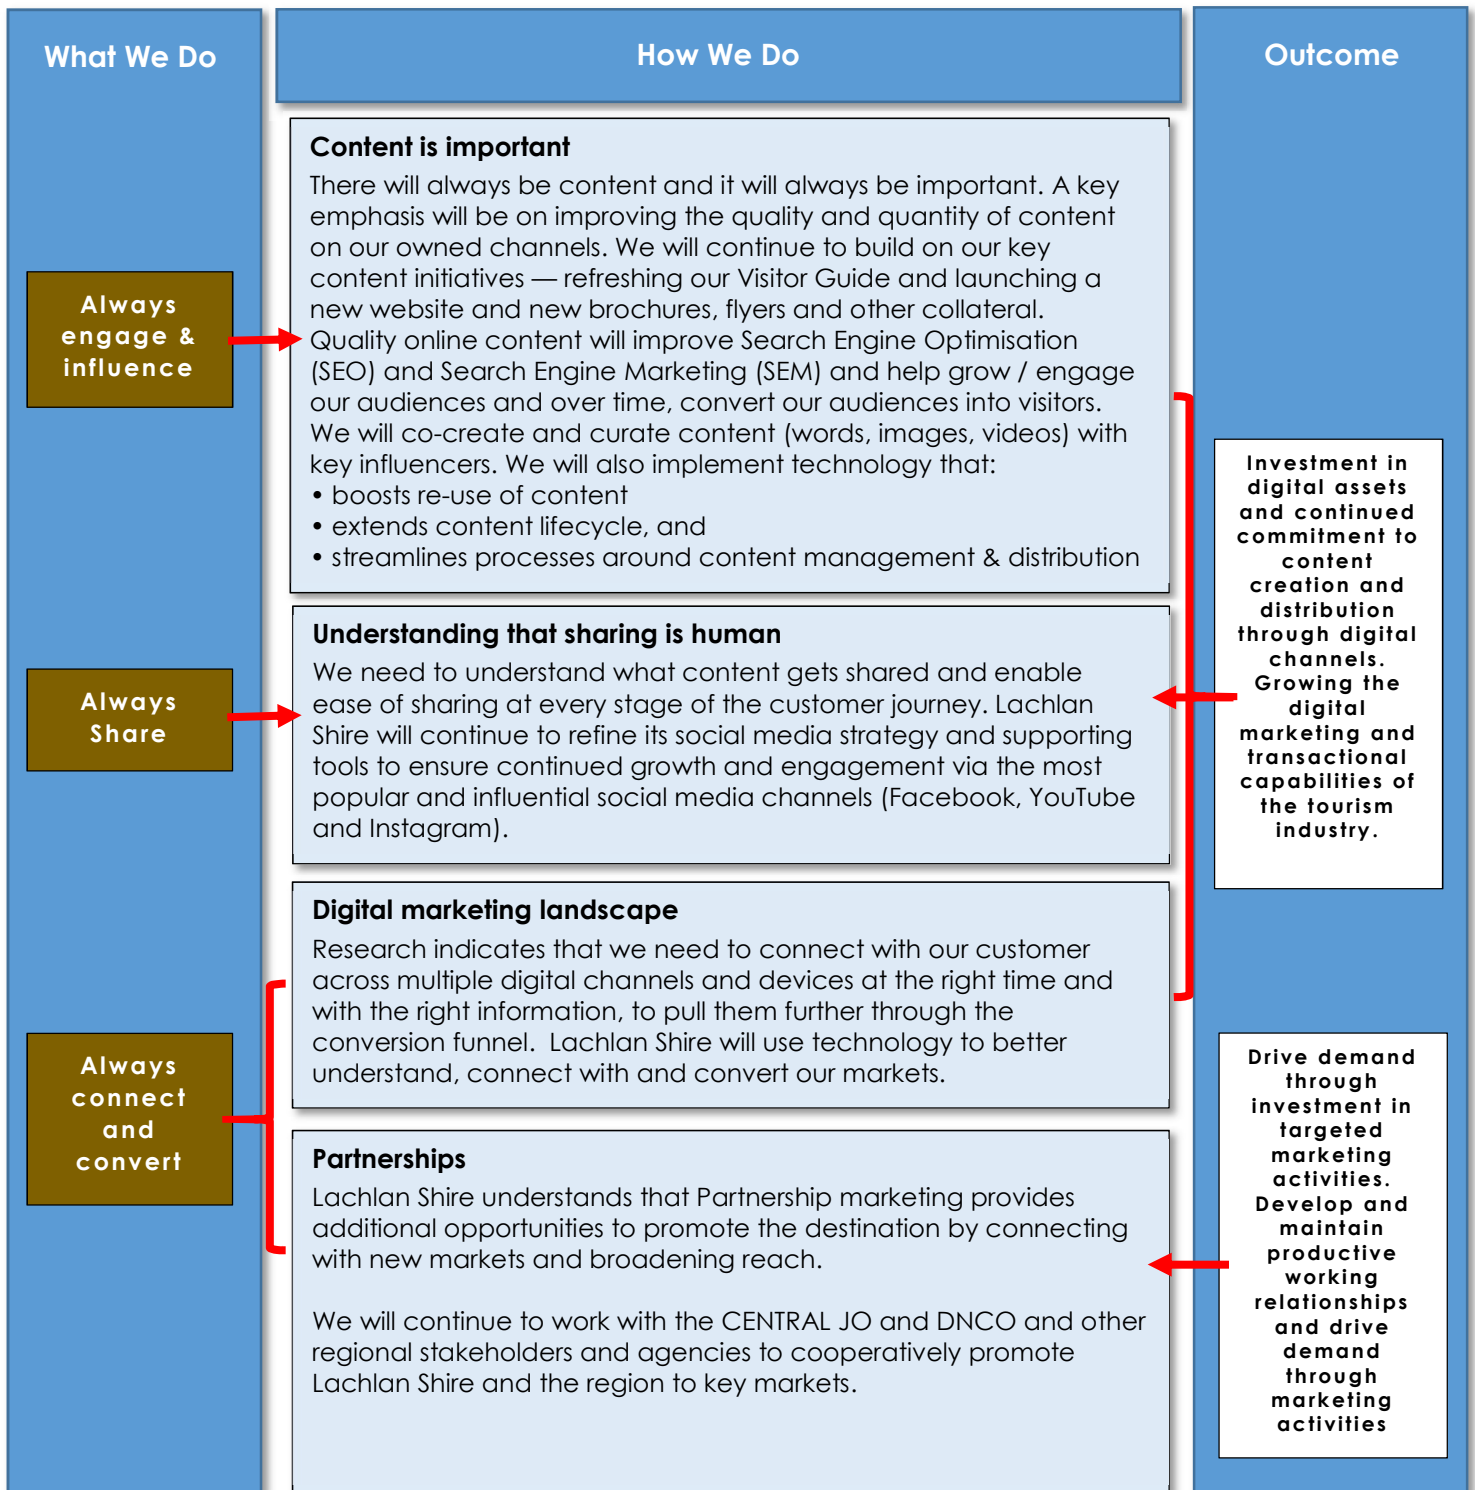 What We Do
How We Do
Outcome
Always
engage &
influence
Content is important
There will always be content and it will always be important. A key
emphasis will be on improving the quality and quantity of content
on our owned channels. We will continue to build on our key
content initiatives — refreshing our Visitor Guide and launching a
new website and new brochures, flyers and other collateral.
Quality online content will improve Search Engine Optimisation
(SEO) and Search Engine Marketing (SEM) and help grow / engage
our audiences and over time, convert our audiences into visitors.
We will co-create and curate content (words, images, videos) with
key influencers. We will also implement technology that:
• boosts re-use of content
• extends content lifecycle, and
• streamlines processes around content management & distribution
Always
Share
Understanding that sharing is human
We need to understand what content gets shared and enable
ease of sharing at every stage of the customer journey. Lachlan
Shire will continue to refine its social media strategy and supporting
tools to ensure continued growth and engagement via the most
popular and influential social media channels (Facebook, YouTube
and Instagram).
Investment in
digital assets
and continued
commitment to
content
creation and
distribution
through digital
channels.
Growing the
digital
marketing and
transactional
capabilities of
the tourism
industry.
Always
connect
and
convert
Digital marketing landscape
Research indicates that we need to connect with our customer
across multiple digital channels and devices at the right time and
with the right information, to pull them further through the
conversion funnel.  Lachlan Shire will use technology to better
understand, connect with and convert our markets.
Partnerships
Lachlan Shire understands that Partnership marketing provides
additional opportunities to promote the destination by connecting
with new markets and broadening reach.
We will continue to work with the CENTRAL JO and DNCO and other
regional stakeholders and agencies to cooperatively promote
Lachlan Shire and the region to key markets.
Drive demand
through
investment in
targeted
marketing
activities.
Develop and
maintain
productive
working
relationships
and drive
demand
through
marketing
activities